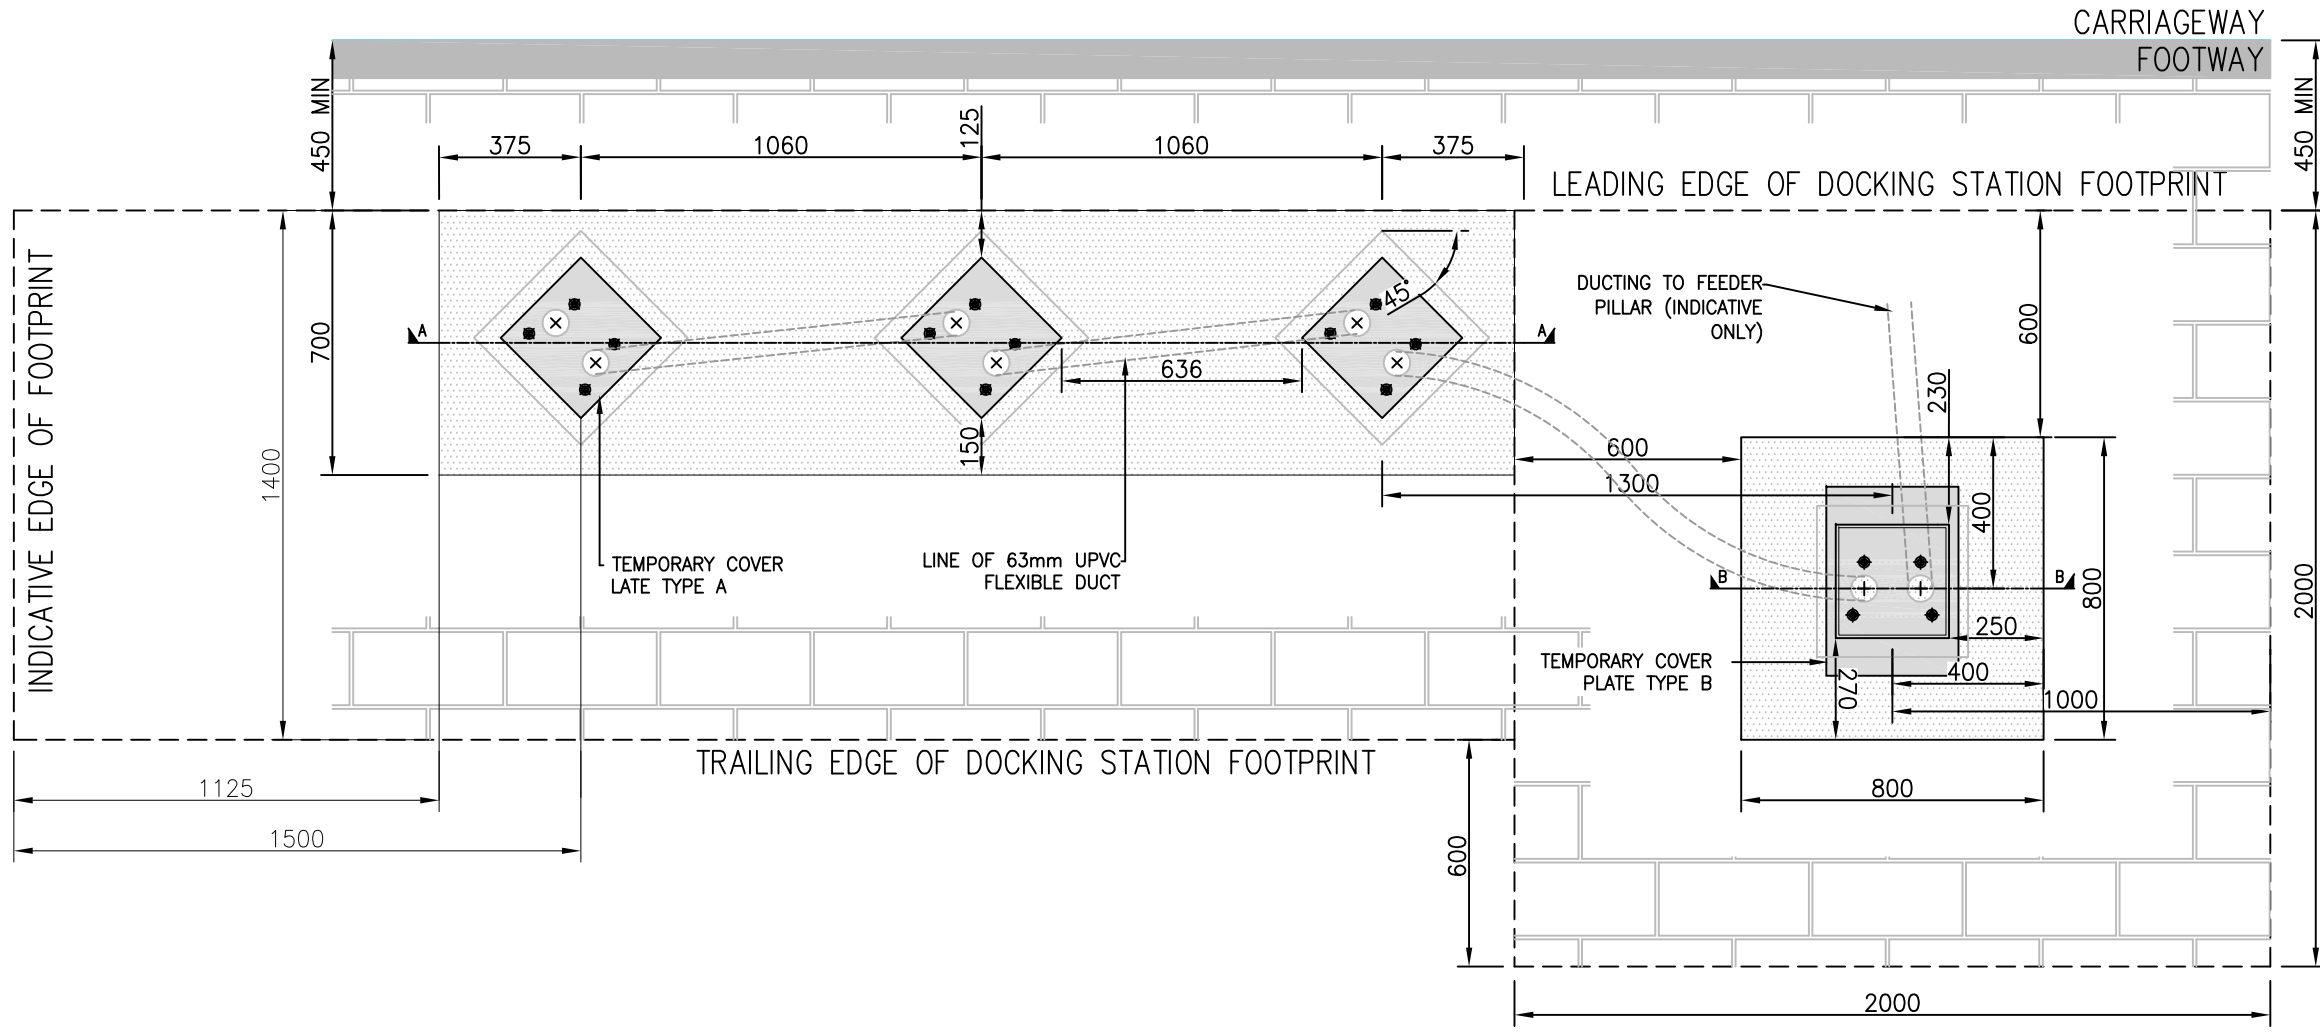 CARRIAGEWAY
FOOTWAY
450 MIN
450 MIN
375
1060
125
1060
375
LEADING EDGE OF DOCKING STATION FOOTPRINT
INDICATIVE EDGE OF FOOTPRINT
1400
700
A
A
45°
636
150
DUCTING TO FEEDER
PILLAR (INDICATIVE
ONLY)
600
230
600
1300
400
800
2000
B
B
250
400
270
1000
TEMPORARY COVER
LATE TYPE A
LINE OF 63mm UPVC
FLEXIBLE DUCT
TEMPORARY COVER
PLATE TYPE B
TRAILING EDGE OF DOCKING STATION FOOTPRINT
1125
1500
800
600
2000